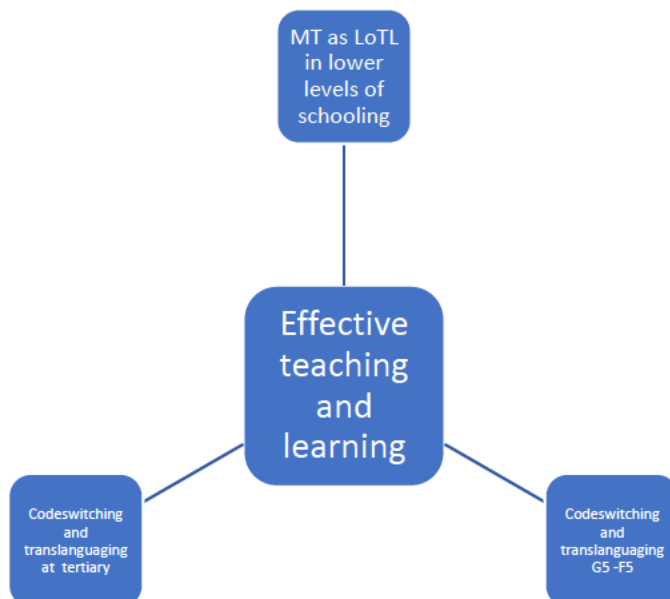 MT as LoTL
in lower
levels of
schooling
Effective
teaching
and
learning
Codeswitching
and
translanguaging
at tertiary
Codeswitching
and
translanguaging
G5 -F5